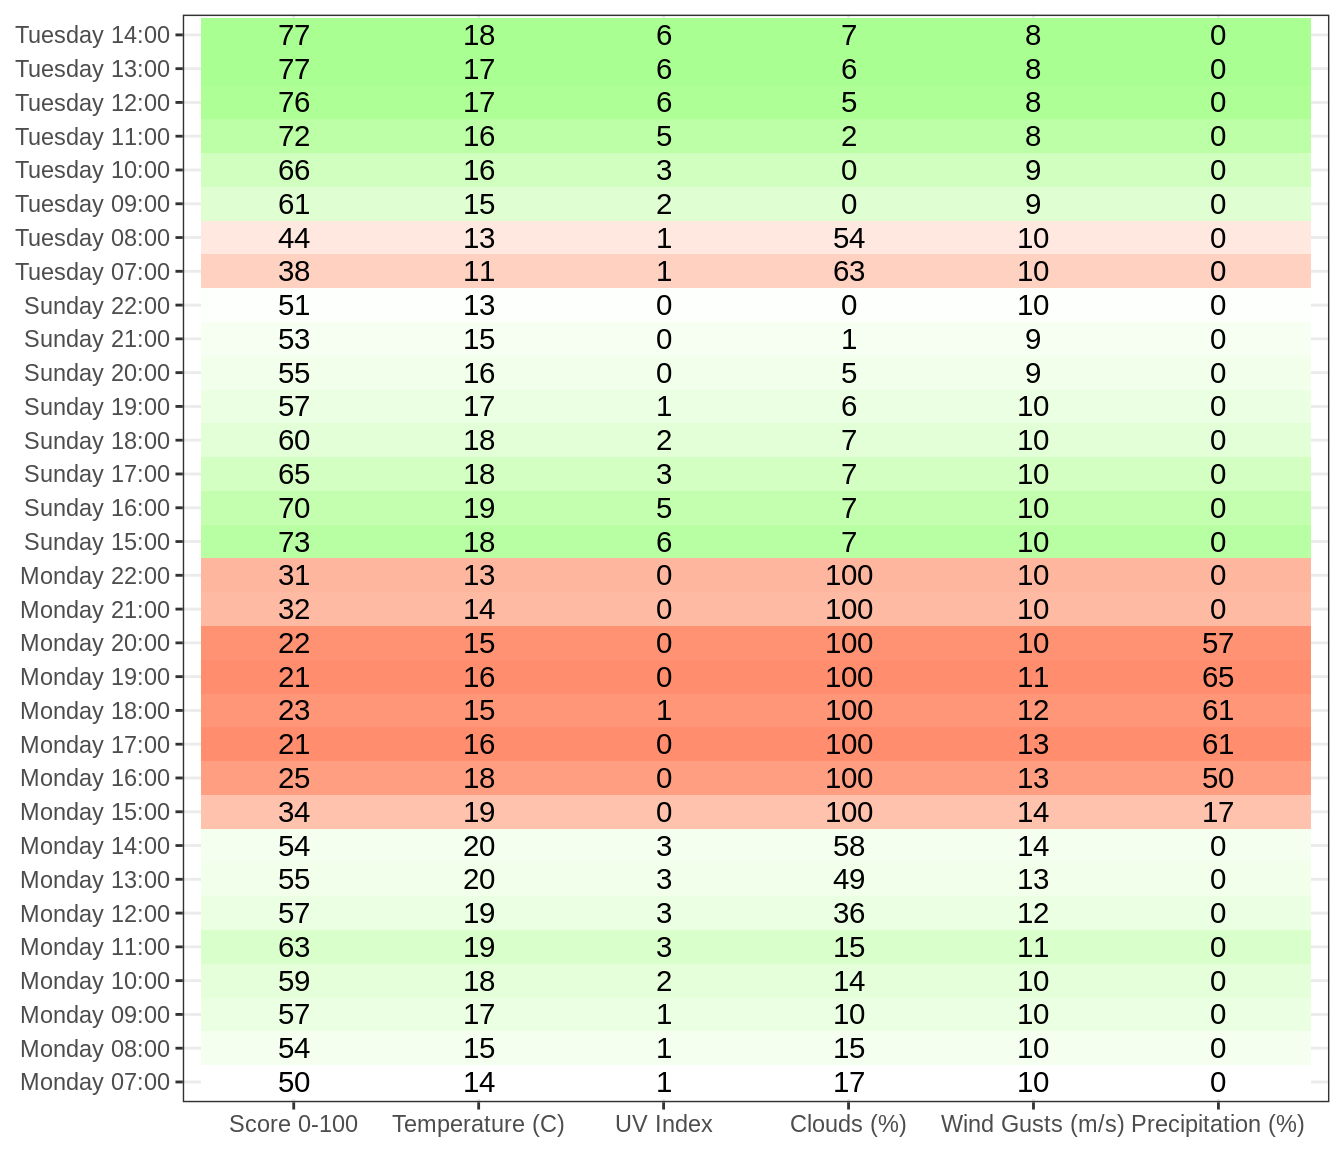 Tuesday 14:00 77 18 6 7 8 0
Tuesday 13:00 77 17 6 6 8 0
Tuesday 12:00 76 17 6 5 8 0
Tuesday 11:00 72 16 5 2 8 0
Tuesday 10:00 66 16 3 0 9 0
Tuesday 09:00 61 15 2 0 9 0
Tuesday 08:00 44 13 1 54 10 0
Tuesday 07:00 38 11 1 63 10 0
Sunday 22:00 51 13 0 0 10 0
Sunday 21:00 53 15 0 1 9 0
Sunday 20:00 55 16 0 5 9 0
Sunday 19:00 57 17 1 6 10 0
Sunday 18:00 60 18 2 7 10 0
Sunday 17:00 65 18 3 7 10 0
Sunday 16:00 70 19 5 7 10 0
Sunday 15:00 73 18 6 7 10 0
Monday 22:00 31 13 0 100 10 0
Monday 21:00 32 14 0 100 10 0
Monday 20:00 22 15 0 100 10 57
Monday 19:00 21 16 0 100 11 65
Monday 18:00 23 15 1 100 12 61
Monday 17:00 21 16 0 100 13 61
Monday 16:00 25 18 0 100 13 50
Monday 15:00 34 19 0 100 14 17
Monday 14:00 54 20 3 58 14 0
Monday 13:00 55 20 3 49 13 0
Monday 12:00 57 19 3 36 12 0
Monday 11:00 63 19 3 15 11 0
Monday 10:00 59 18 2 14 10 0
Monday 09:00 57 17 1 10 10 0
Monday 08:00 54 15 1 15 10 0
Monday 07:00 50 14 1 17 10 0
Score 0-100 Temperature (C) UV Index Clouds (%) Wind Gusts (m/s) Precipitation (%)